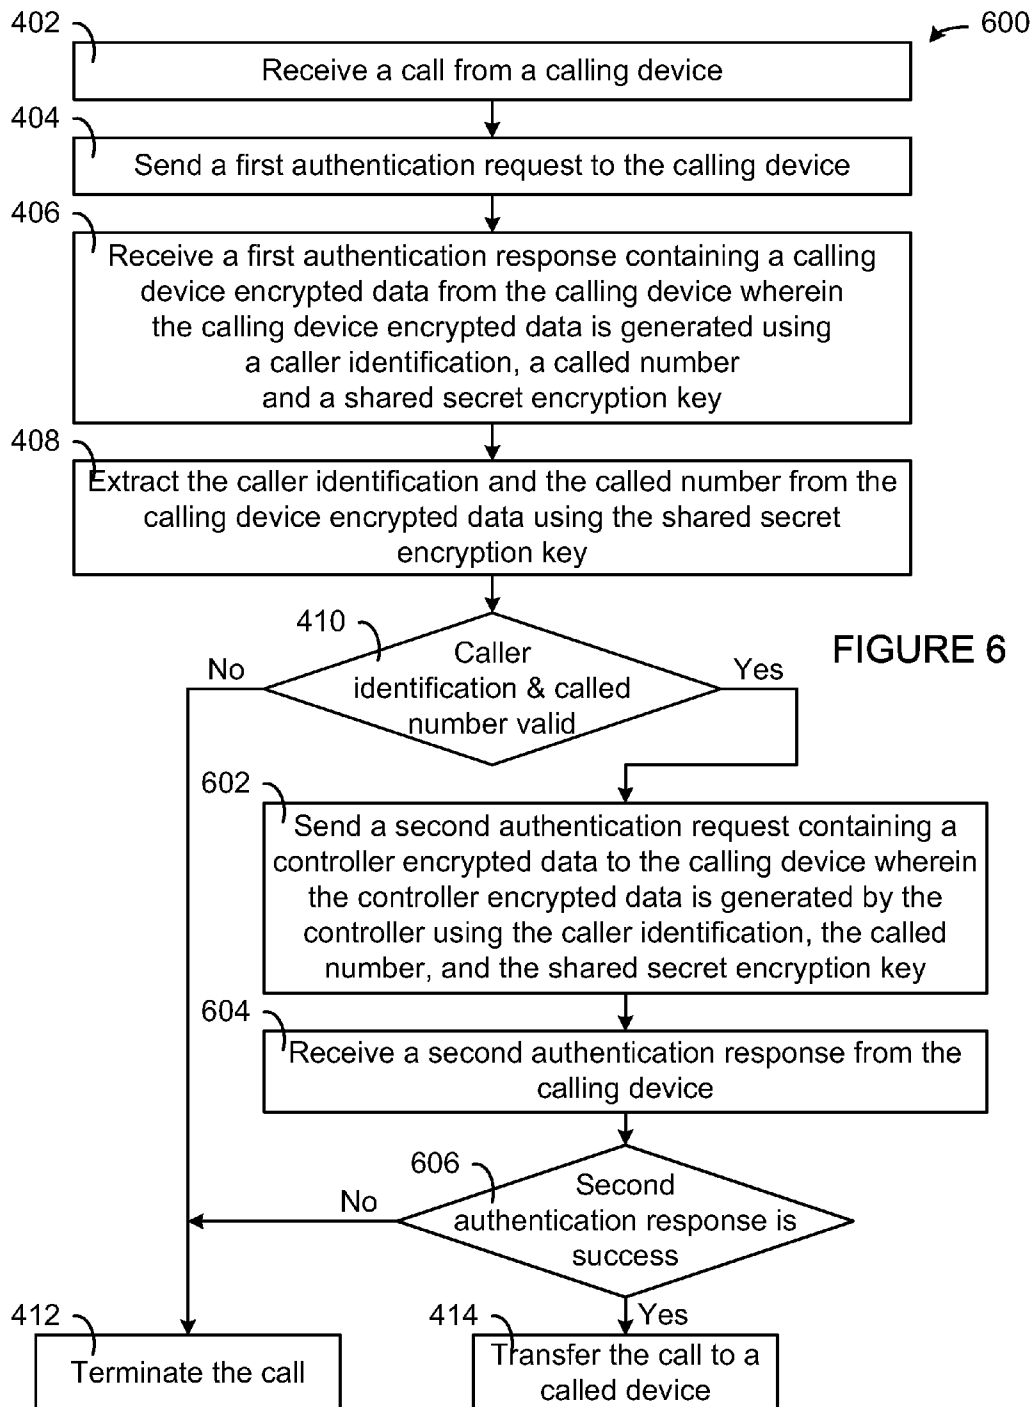 402
600
Receive a call from a calling device
404
Send a first authentication request to the calling device
406
Receive a first authentication response containing a calling
device encrypted data from the calling device wherein
the calling device encrypted data is generated using
a caller identification, a called number
and a shared secret encryption key
408
Extract the caller identification and the called number from the
calling device encrypted data using the shared secret
encryption key
410
Caller
identification & called
number valid
No
Yes
FIGURE 6
602
Send a second authentication request containing a
controller encrypted data to the calling device wherein
the controller encrypted data is generated by the
controller using the caller identification, the called
number, and the shared secret encryption key
604
Receive a second authentication response from the
calling device
606
Second
authentication response is
success
No
Yes
412
Terminate the call
414
Transfer the call to a
called device